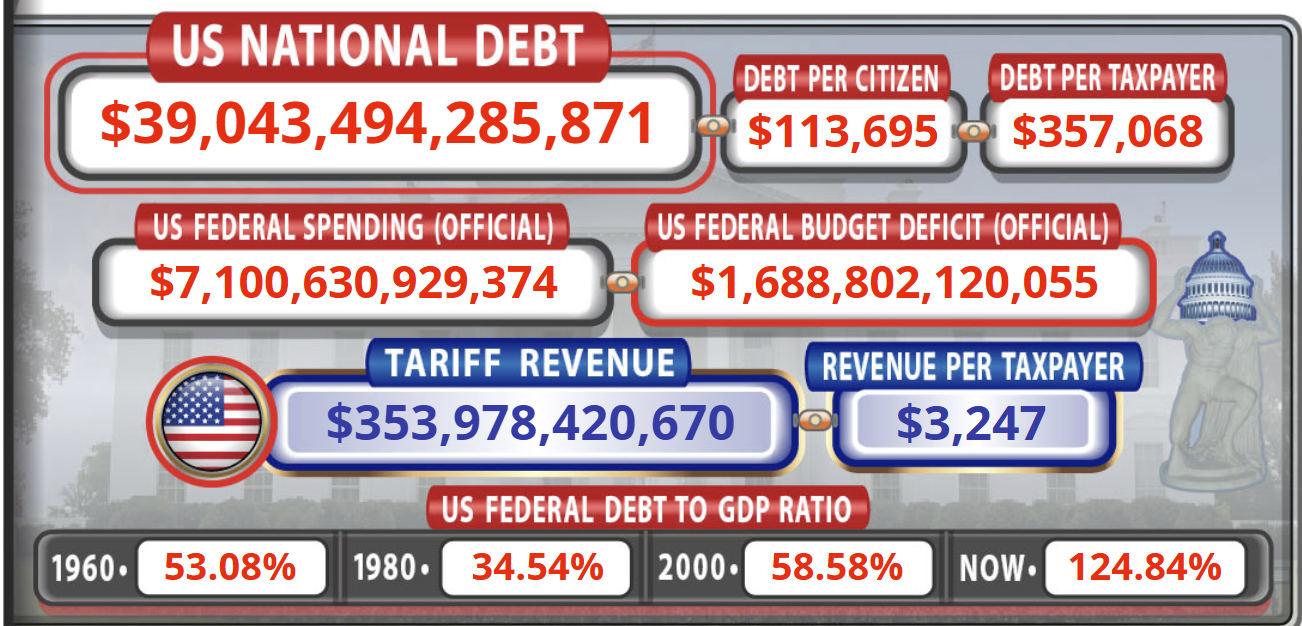 US NATIONAL DEBT
$39,043,494,285,871
DEBT PER CITIZEN
$113,695
DEBT PER TAXPAYER
$357,068
US FEDERAL SPENDING (OFFICIAL)
$7,100,630,929,374
US FEDERAL BUDGET DEFICIT (OFFICIAL)
$1,688,802,120,055
TARIFF REVENUE
$353,978,420,670
REVENUE PER TAXPAYER
$3,247
US FEDERAL DEBT TO GDP RATIO
1960• 53.08% 1980• 34.54% 2000• 58.58% NOW• 124.84%